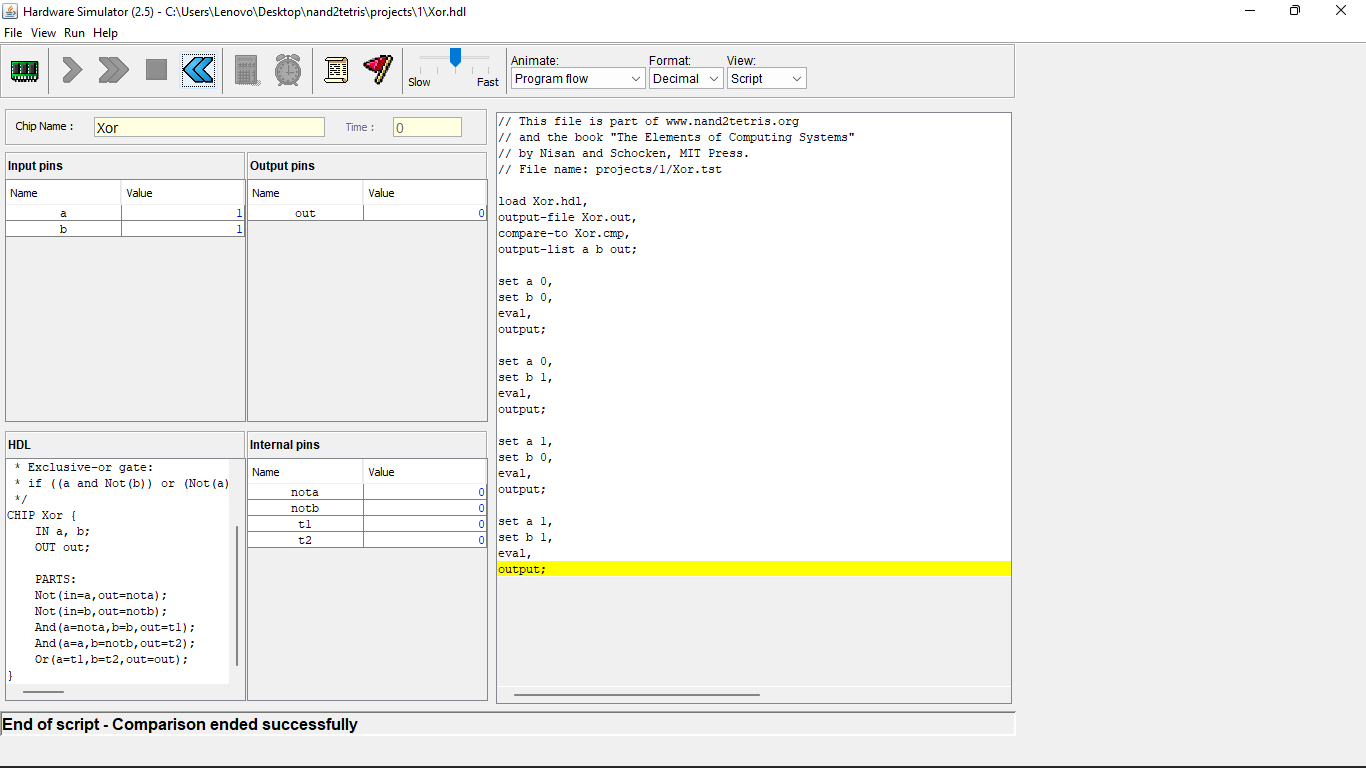 Hardware Simulator (2.5) - C:\Users\Lenovo\Desktop\nand2tetris\projects\1\Xor.hdl
File View Run Help
Slow Fast
Animate: Format: View:
Program flow Decimal Script
Chip Name : Xor Time : 0
Input pins
Name Value
a 1
b 1
Output pins
Name Value
out 0
HDL
* Exclusive-or gate:
* if ((a and Not(b)) or (Not(a)
*/
CHIP Xor {
IN a, b;
OUT out;
PARTS:
Not(in=a,out=nota);
Not(in=b,out=notb);
And(a=nota,b=b,out=t1);
And(a=a,b=notb,out=t2);
Or(a=t1,b=t2,out=out);
}
Internal pins
Name Value
nota 0
notb 0
t1 0
t2 0
// This file is part of www.nand2tetris.org
// and the book "The Elements of Computing Systems"
// by Nisan and Schocken, MIT Press.
// File name: projects/1/Xor.tst
load Xor.hdl,
output-file Xor.out,
compare-to Xor.cmp,
output-list a b out;
set a 0,
set b 0,
eval,
output;
set a 0,
set b 1,
eval,
output;
set a 1,
set b 0,
eval,
output;
set a 1,
set b 1,
eval,
output;
End of script - Comparison ended successfully